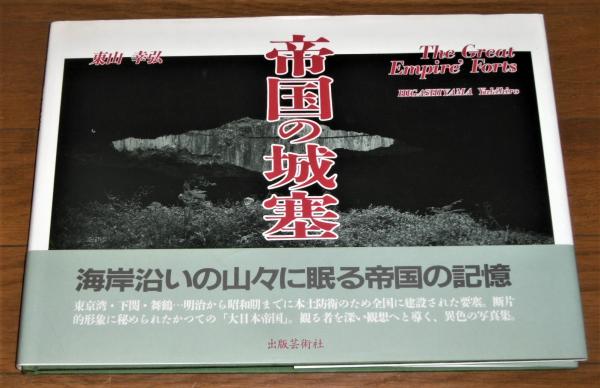 東山 幸弘
帝国の城塞
The Great
Empire' Forts
HIGASHIYAMA Yukihiro
海岸沿いの山々に眠る帝国の記憶
東京湾・下関・舞鶴…明治から昭和期までに本土防衛のため全国に建設された要塞。断片
的形象に秘められたかつての「大日本帝国」。観る者を深い観想へと導く、異色の写真集。
出版芸術社